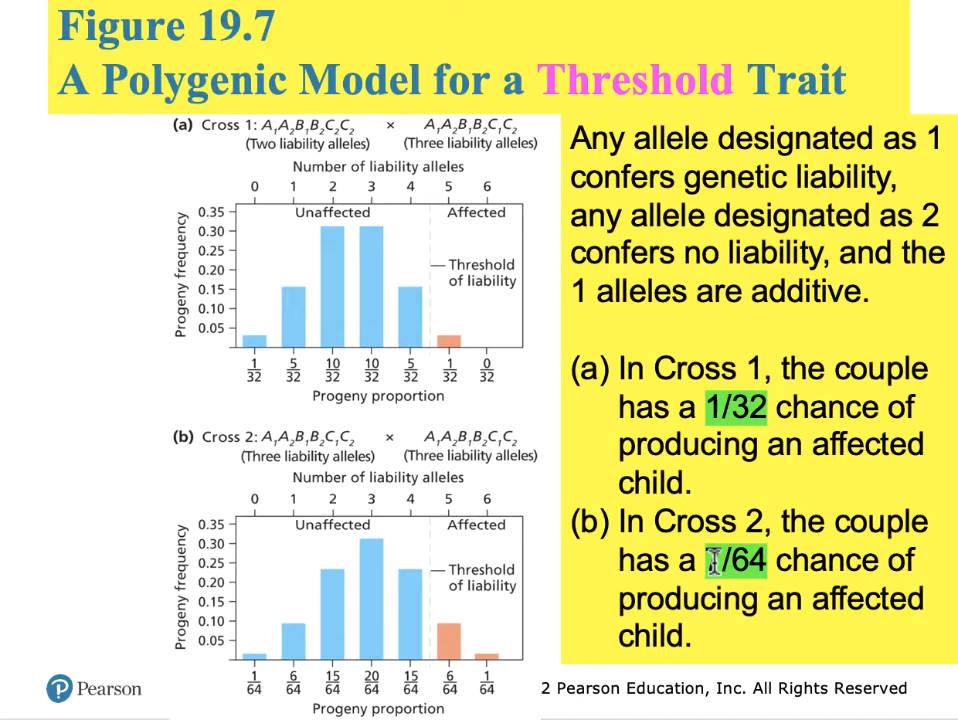 Figure 19.7
A Polygenic Model for a Threshold Trait
(a) Cross 1: A₁A₂B₁B₂C₂C₂ × A₁A₂B₁B₂C₁C₂
(Two liability alleles) (Three liability alleles)
Number of liability alleles
0 1 2 3 4 5 6
Unaffected Affected
0.35
0.30
0.25
0.20
0.15
0.10
0.05
Progeny frequency
Threshold
of liability
1/32 5/32 10/32 10/32 5/32 1/32 0/32
Progeny proportion
(b) Cross 2: A₁A₂B₁B₂C₁C₂ × A₁A₂B₁B₂C₁C₂
(Three liability alleles) (Three liability alleles)
Number of liability alleles
0 1 2 3 4 5 6
Unaffected Affected
0.35
0.30
0.25
0.20
0.15
0.10
0.05
Progeny frequency
Threshold
of liability
1/64 6/64 15/64 20/64 15/64 6/64 1/64
Progeny proportion
Any allele designated as 1
confers genetic liability,
any allele designated as 2
confers no liability, and the
1 alleles are additive.
(a) In Cross 1, the couple
has a 1/32 chance of
producing an affected
child.
(b) In Cross 2, the couple
has a /64 chance of
producing an affected
child.
P Pearson
2 Pearson Education, Inc. All Rights Reserved